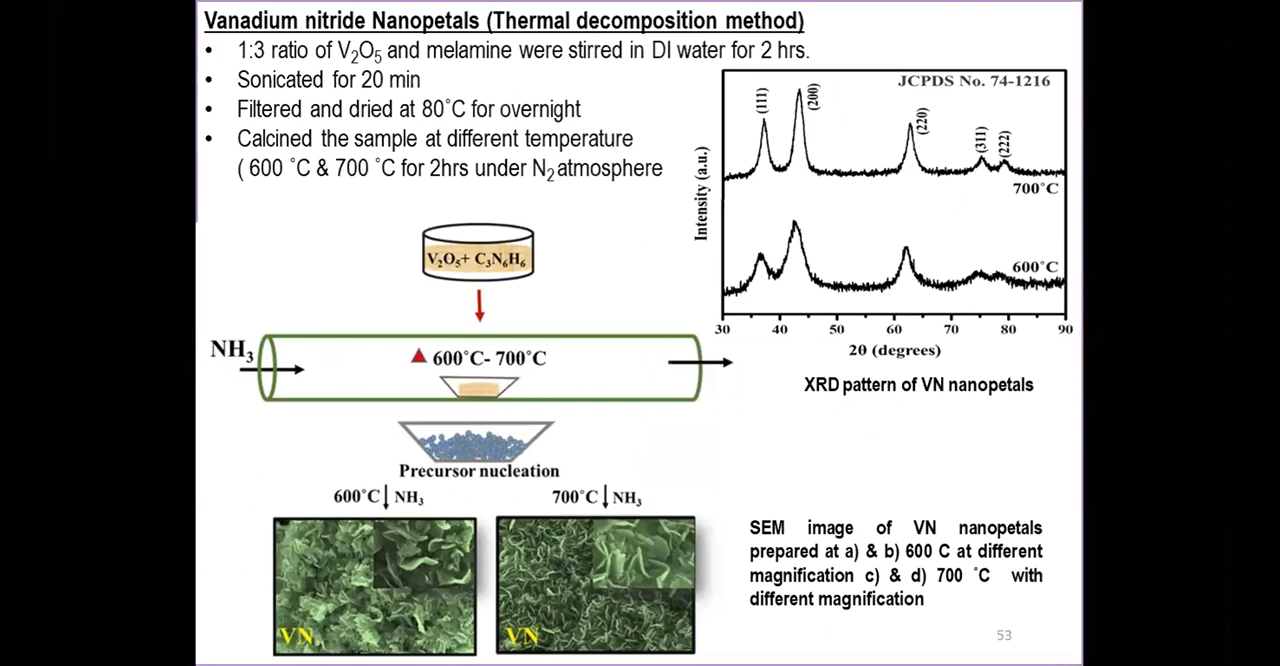 Vanadium nitride Nanopetals (Thermal decomposition method)
• 1:3 ratio of V₂O₅ and melamine were stirred in DI water for 2 hrs.
• Sonicated for 20 min
• Filtered and dried at 80˚C for overnight
• Calcined the sample at different temperature
( 600 ˚C & 700 ˚C for 2hrs under N₂ atmosphere
JCPDS No. 74-1216
(111)
(200)
(220)
(311)
(222)
700˚C
600˚C
Intensity (a.u.)
30 40 50 60 70 80 90
2θ (degrees)
XRD pattern of VN nanopetals
V₂O₅+ C₃N₆H₆
NH₃
600˚C- 700˚C
Precursor nucleation
600˚C NH₃
700˚C NH₃
VN
VN
SEM image of VN nanopetals
prepared at a) & b) 600 C at different
magnification c) & d) 700 ˚C with
different magnification
53